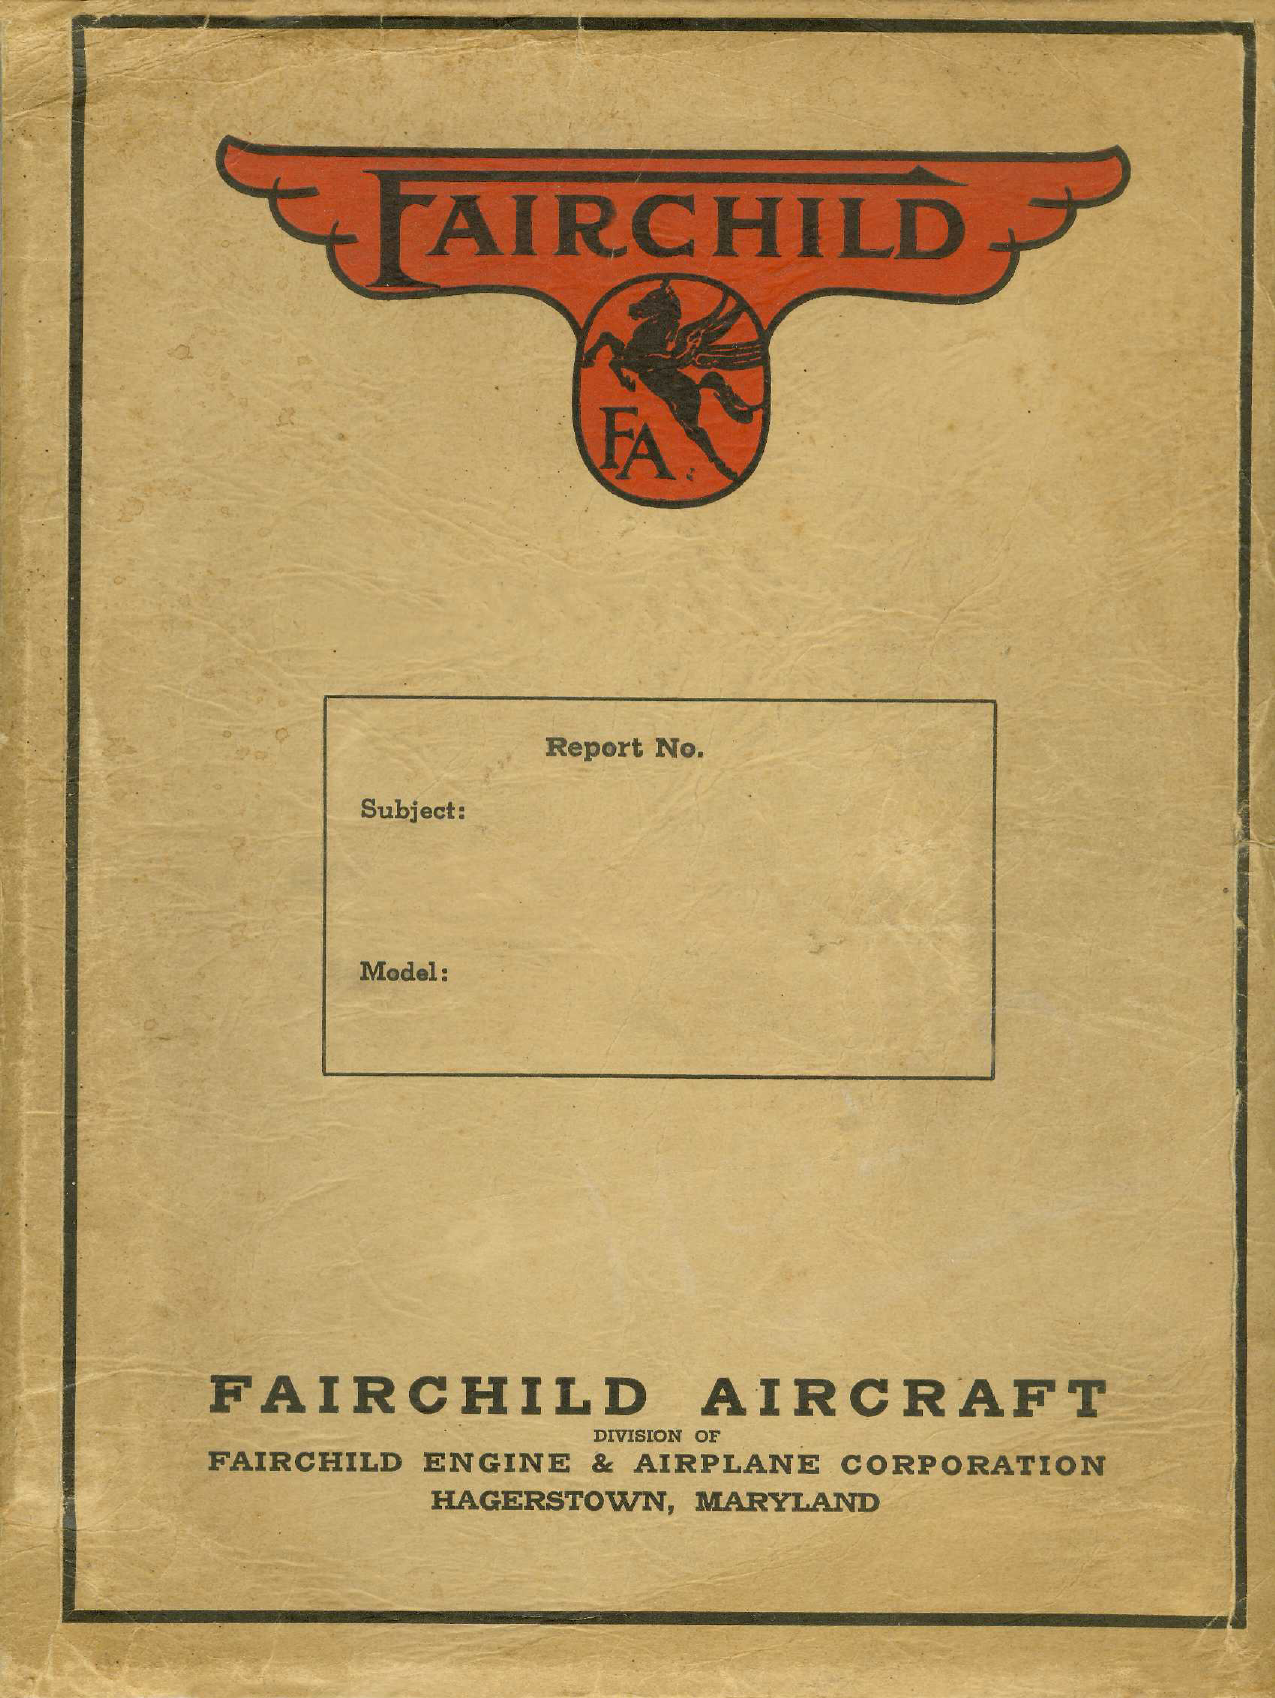 FAIRCHILD
FA
Report No.
Subject:
Model:
FAIRCHILD AIRCRAFT
DIVISION OF
FAIRCHILD ENGINE & AIRPLANE CORPORATION
HAGERSTOWN, MARYLAND